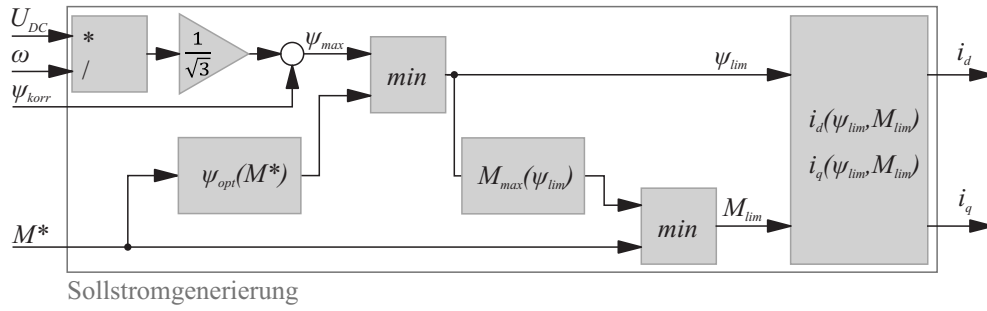 U_DC
ω
ψ_korr
M*
*
/
1
√3
ψ_max
min
ψ_opt(M*)
ψ_lim
M_max(ψ_lim)
min
M_lim
i_d(ψ_lim,M_lim)
i_q(ψ_lim,M_lim)
i_d
i_q
Sollstromgenerierung